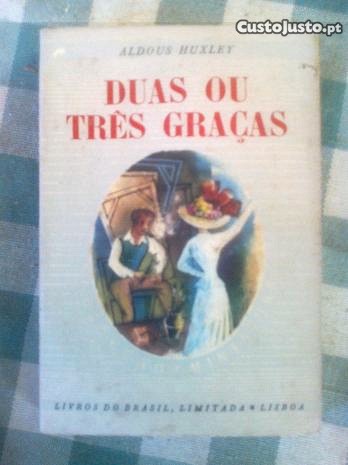 CustoJusto.pt
ALDOUS HUXLEY
DUAS OU
TRÊS GRAÇAS
LIVROS DO BRASIL, LIMITADA * LISBOA